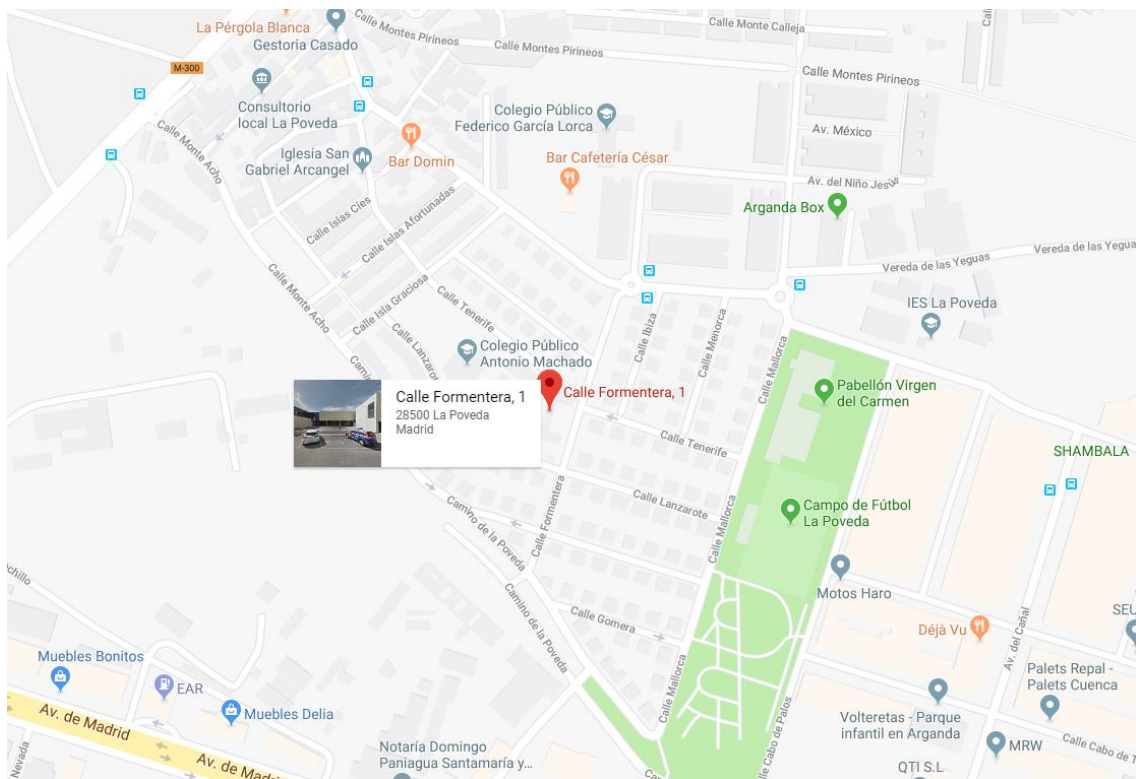 La Pérgola Blanca
Gestoria Casado
Calle Montes Pirineos
Calle Montes Pirineos
Calle Monte Calleja
Calle Montes Pirineos
M-300
Consultorio
local La Poveda
Calle Monte Acho
Colegio Público
Federico García Lorca
Av. México
Iglesia San
Gabriel Arcangel
Bar Domin
Bar Cafetería César
Av. del Niño Jesús
Arganda Box
Calle Islas Cíes
Calle Islas Afortunadas
Vereda de las Yegua
Vereda de las Yeguas
Calle Monte Acho
Calle Isla Graciosa
Calle Tenerife
Calle Lanzarote
Calle Ibiza
Calle Menorca
Calle Mallorca
IES La Poveda
Colegio Público
Antonio Machado
Calle Formentera, 1
Calle Formentera, 1
28500 La Poveda
Madrid
Pabellón Virgen
del Carmen
Calle Tenerife
SHAMBALA
Calle Lanzarote
Calle Mallorca
Campo de Fútbol
La Poveda
Camino de la Poveda
Calle Formentera
Camino de la Poveda
Calle Gomera
Motos Haro
Déjà Vu
Av. del Cañal
SEU
Muebles Bonitos
EAR
Muebles Delia
Av. de Madrid
Av. de Madrid
Nevada
Calle Mallorca
Calle Cabo de Palos
Palets Repal -
Palets Cuenca
Volteretas - Parque
infantil en Arganda
MRW
Calle Cabo de T
QTI S.L
Notaría Domingo
Paniagua Santamaría y...